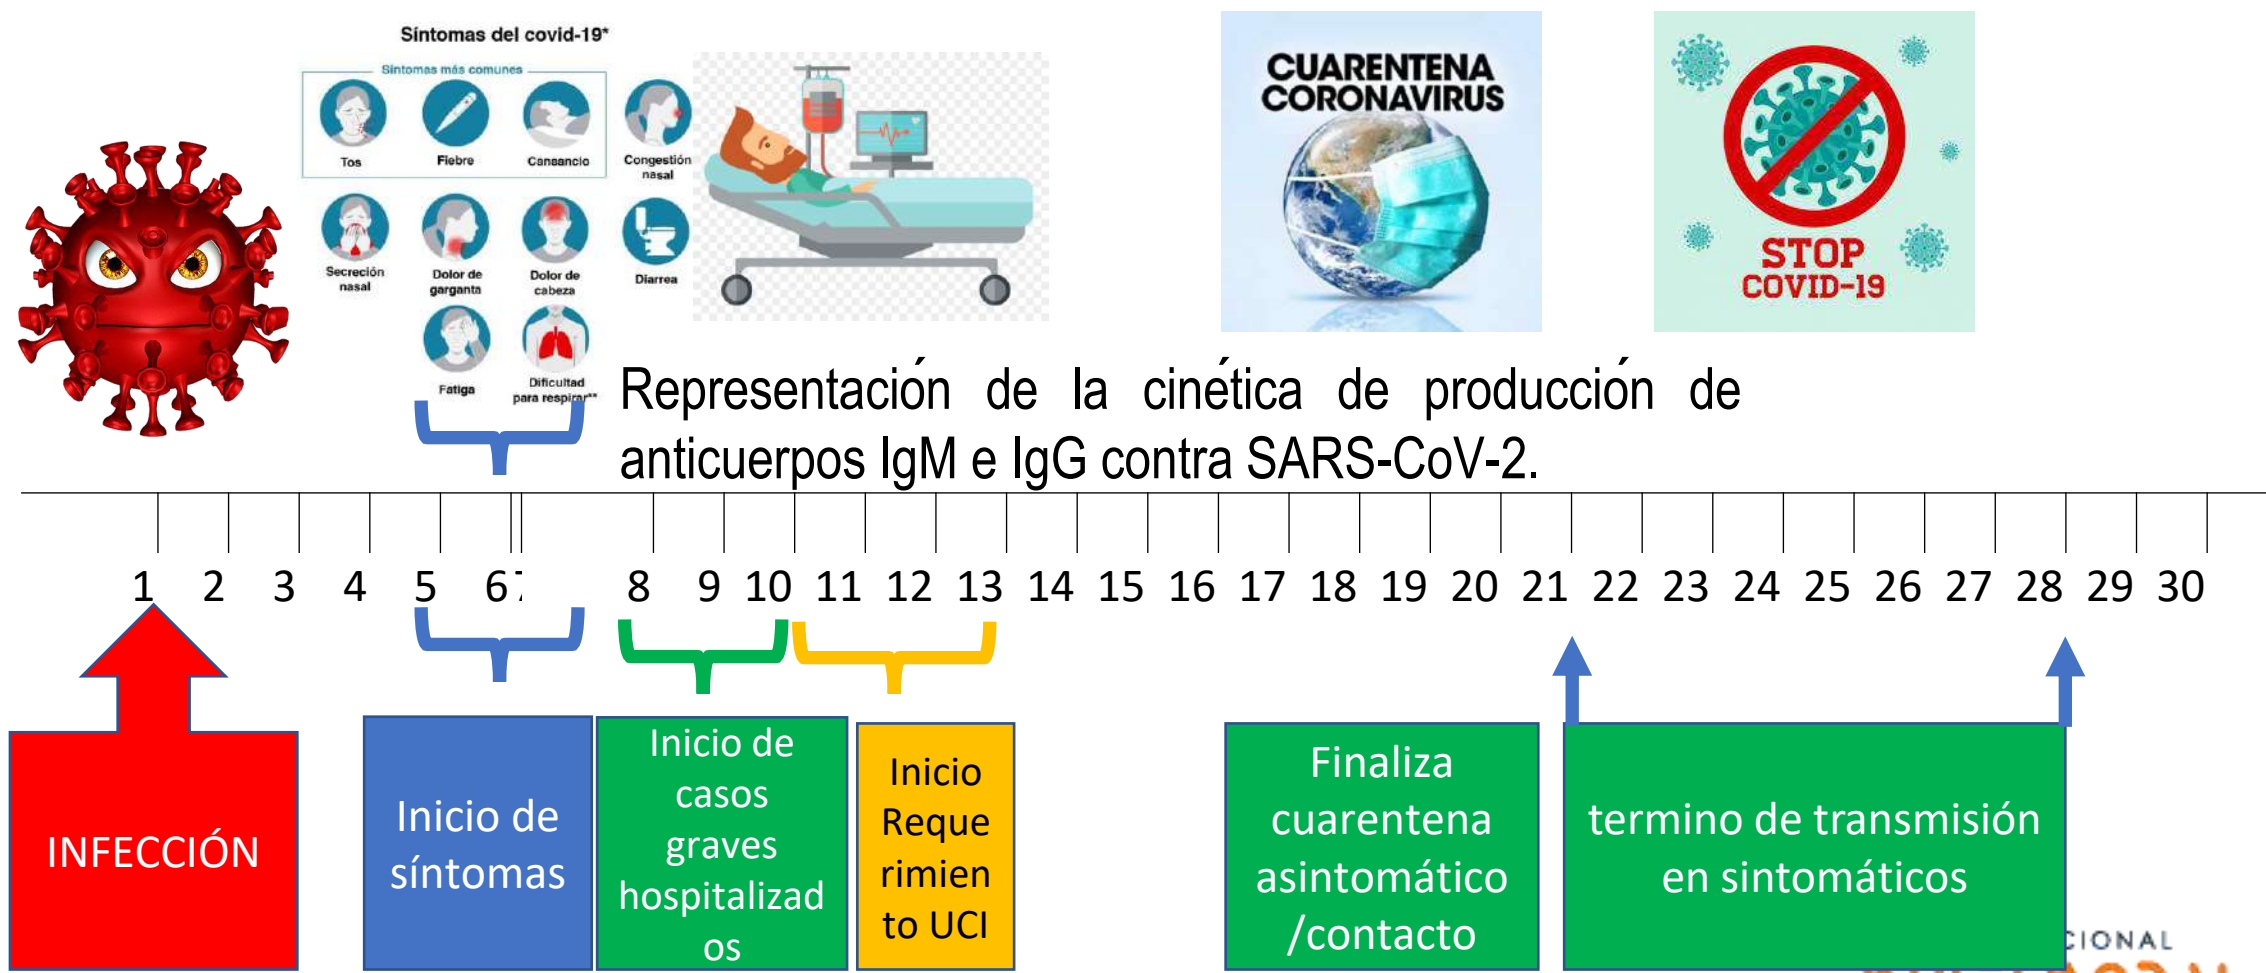 Síntomas del covid-19*
Síntomas más comunes
Tos
Fiebre
Cansancio
Congestión
nasal
Secreción
nasal
Dolor de
garganta
Dolor de
cabeza
Diarrea
Fatiga
Dificultad
para respirar**
CUARENTENA
CORONAVIRUS
STOP
COVID-19
Representación de la cinética de producción de
anticuerpos IgM e IgG contra SARS-CoV-2.
1 2 3 4 5 6 7 8 9 10 11 12 13 14 15 16 17 18 19 20 21 22 23 24 25 26 27 28 29 30
INFECCIÓN
Inicio de
síntomas
Inicio de
casos
graves
hospitalizad
os
Inicio
Reque
rimien
to UCI
Finaliza
cuarentena
asintomático
/contacto
termino de transmisión
en sintomáticos
CIONAL